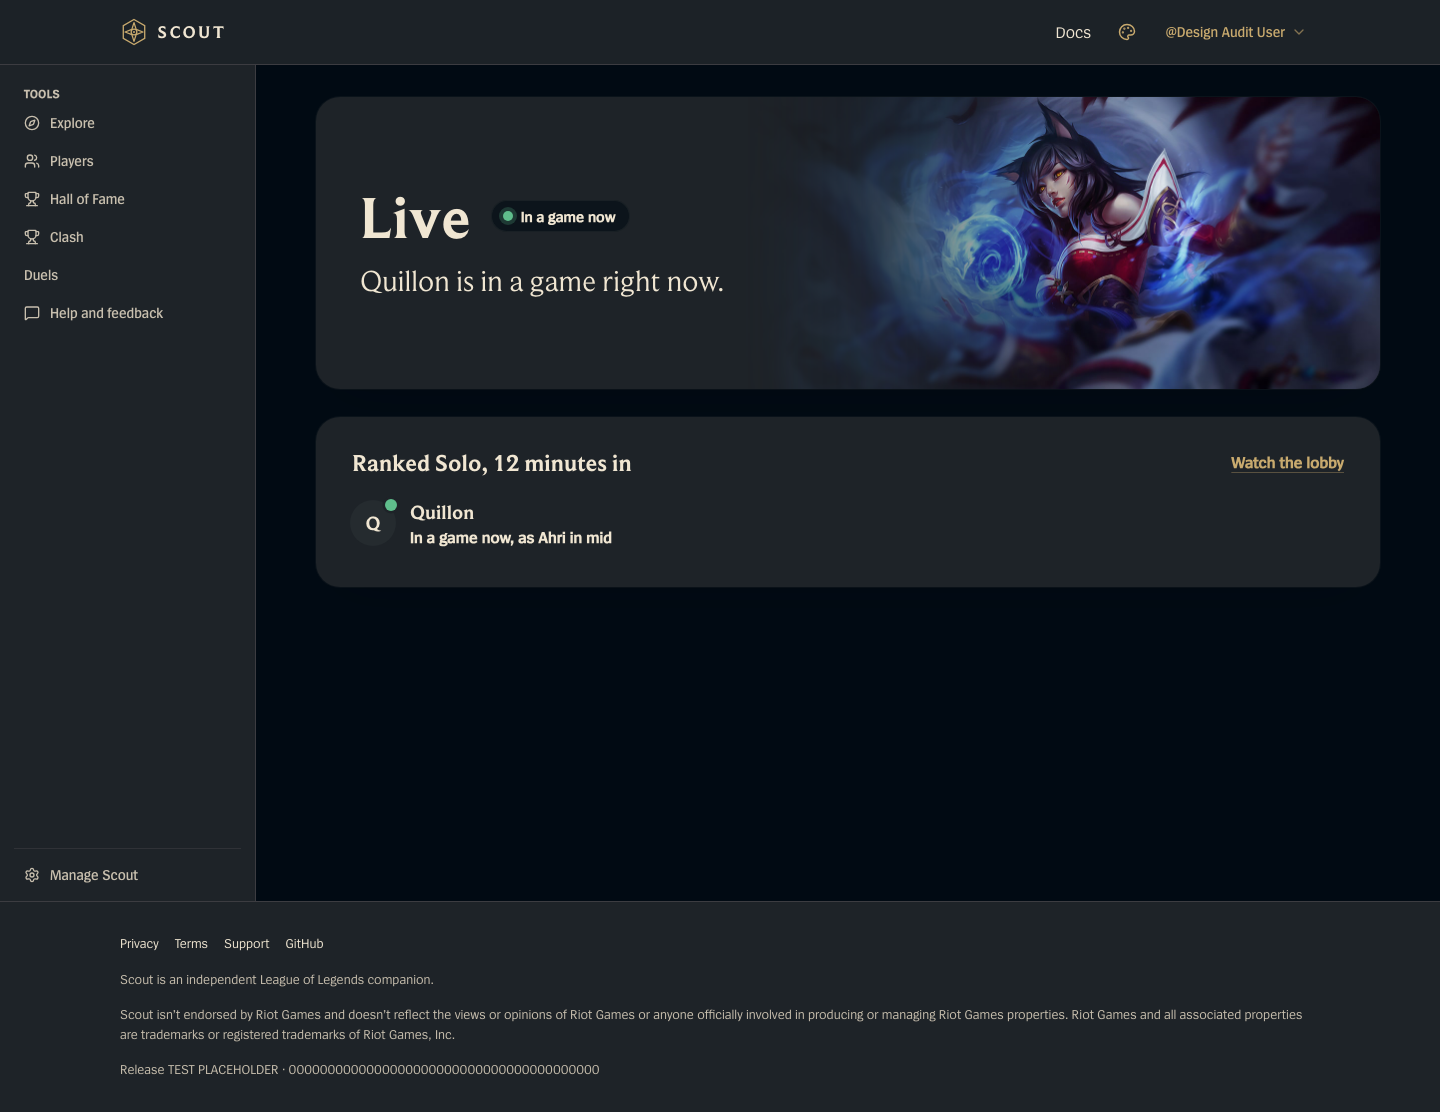 SCOUT
Docs
@Design Audit User
TOOLS
Explore
Players
Hall of Fame
Clash
Duels
Help and feedback
Manage Scout
Live
In a game now
Quillon is in a game right now.
Ranked Solo, 12 minutes in
Watch the lobby
Q
Quillon
In a game now, as Ahri in mid
Privacy Terms Support GitHub
Scout is an independent League of Legends companion.
Scout isn't endorsed by Riot Games and doesn't reflect the views or opinions of Riot Games or anyone officially involved in producing or managing Riot Games properties. Riot Games and all associated properties
are trademarks or registered trademarks of Riot Games, Inc.
Release TEST PLACEHOLDER · 0000000000000000000000000000000000000000